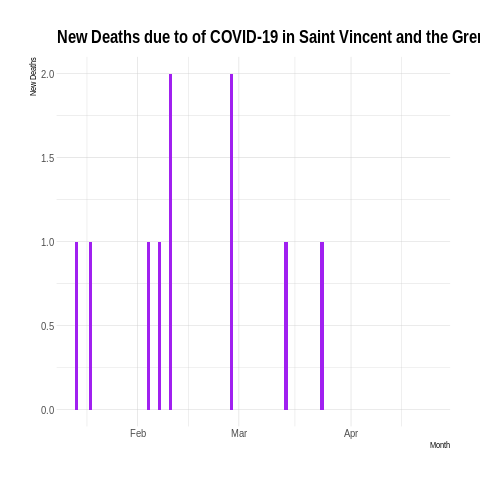 New Deaths due to of COVID-19 in Saint Vincent and the Gren
New Deaths
2.0
1.5
1.0
0.5
0.0
Feb Mar Apr
Month